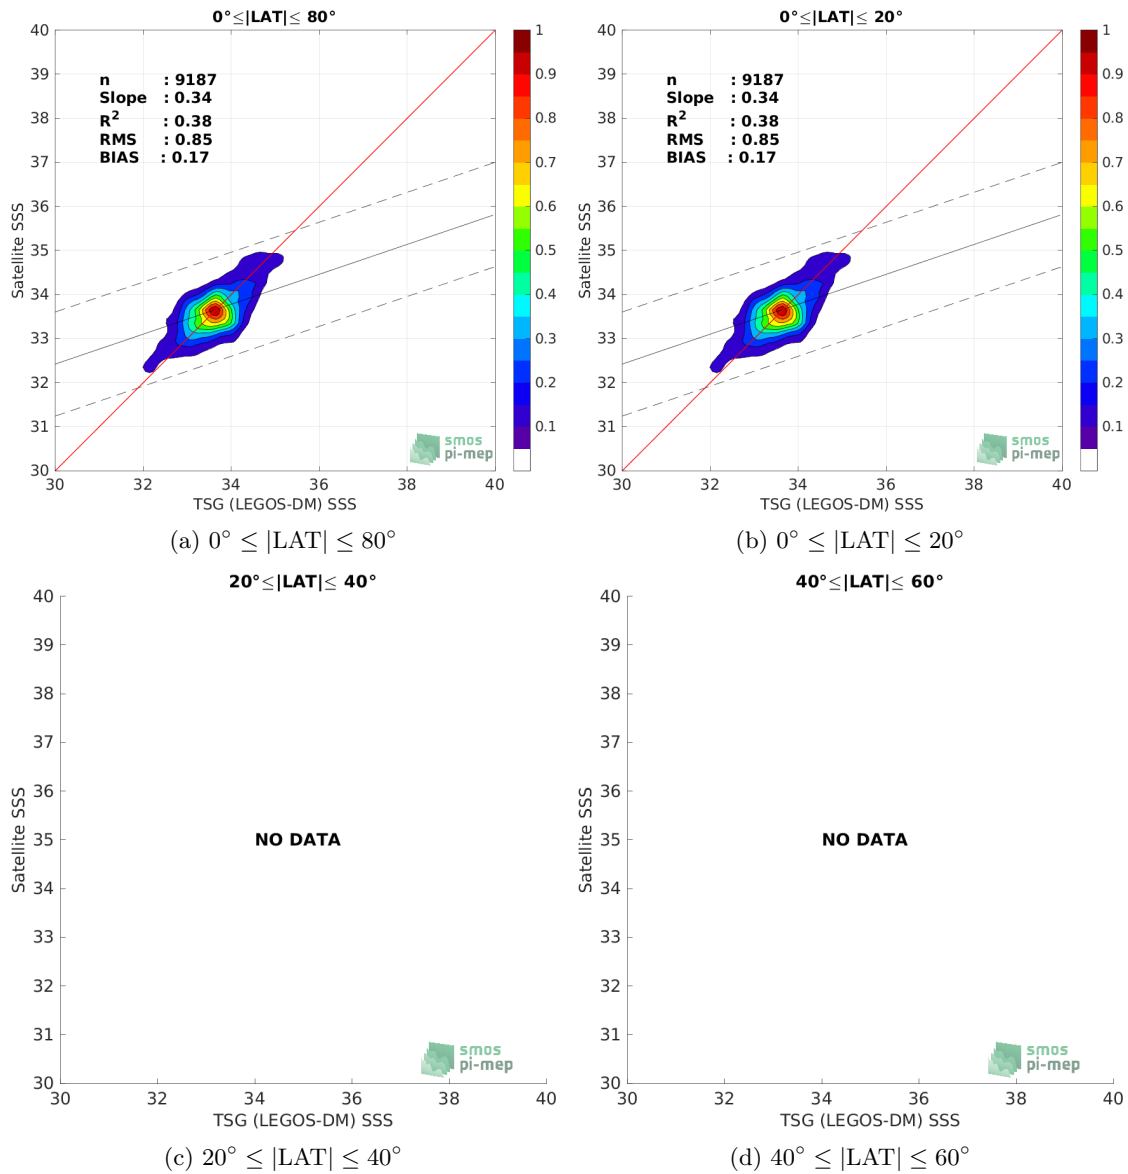 0°≤|LAT|≤ 80°
40
39
38
37
36
35
34
33
32
31
30
Satellite SSS
n : 9187
Slope : 0.34
R2 : 0.38
RMS : 0.85
BIAS : 0.17
smos
pi-mep
30 32 34 36 38 40
TSG (LEGOS-DM) SSS
1
0.9
0.8
0.7
0.6
0.5
0.4
0.3
0.2
0.1
(a) 0° ≤ |LAT| ≤ 80°
0°≤|LAT|≤ 20°
40
39
38
37
36
35
34
33
32
31
30
Satellite SSS
n : 9187
Slope : 0.34
R2 : 0.38
RMS : 0.85
BIAS : 0.17
smos
pi-mep
30 32 34 36 38 40
TSG (LEGOS-DM) SSS
1
0.9
0.8
0.7
0.6
0.5
0.4
0.3
0.2
0.1
(b) 0° ≤ |LAT| ≤ 20°
20°≤|LAT|≤ 40°
40
39
38
37
36
35
34
33
32
31
30
Satellite SSS
NO DATA
smos
pi-mep
30 32 34 36 38 40
TSG (LEGOS-DM) SSS
(c) 20° ≤ |LAT| ≤ 40°
40°≤|LAT|≤ 60°
40
39
38
37
36
35
34
33
32
31
30
Satellite SSS
NO DATA
smos
pi-mep
30 32 34 36 38 40
TSG (LEGOS-DM) SSS
(d) 40° ≤ |LAT| ≤ 60°